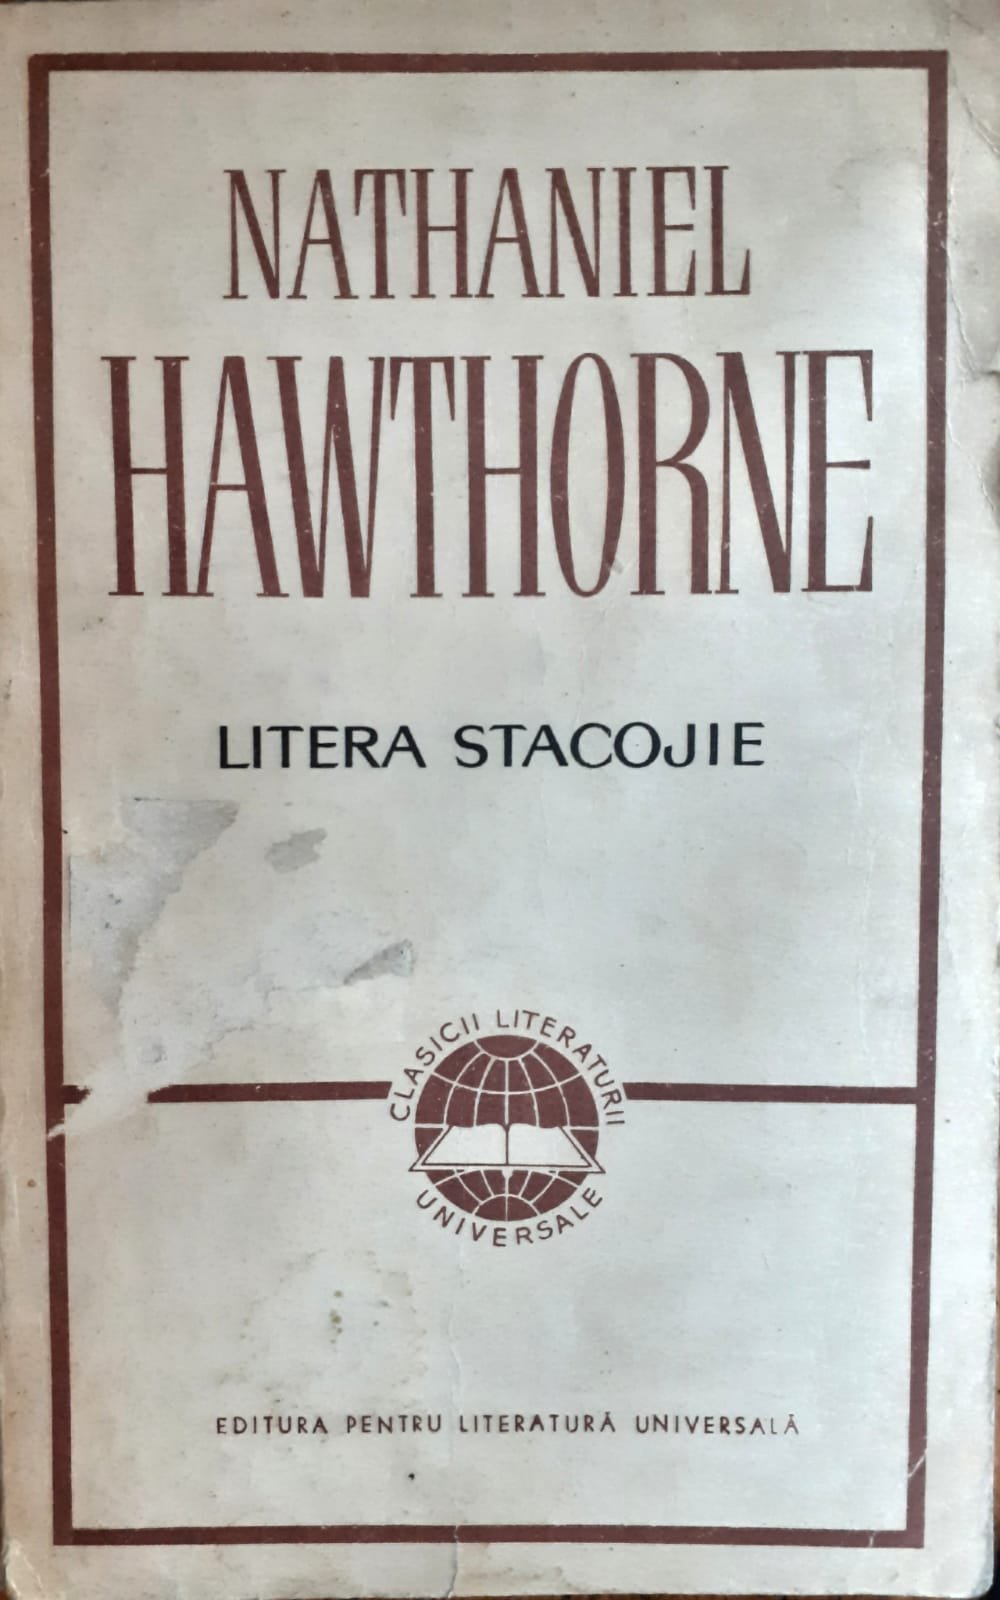 NATHANIEL
HAWTHORNE
LITERA STACOJIE
CLASICII LITERATURII
UNIVERSALE
EDITURA PENTRU LITERATURĂ UNIVERSALĂ